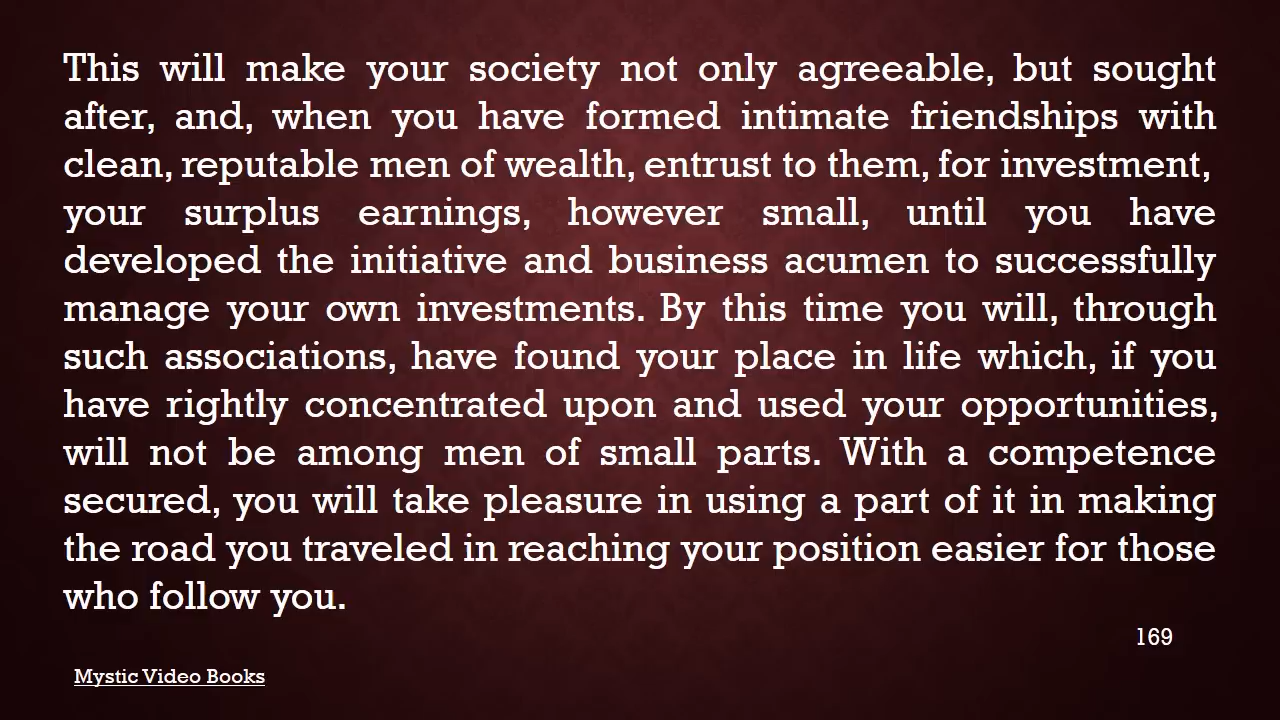 This will make your society not only agreeable, but sought
after, and, when you have formed intimate friendships with
clean, reputable men of wealth, entrust to them, for investment,
your surplus earnings, however small, until you have
developed the initiative and business acumen to successfully
manage your own investments. By this time you will, through
such associations, have found your place in life which, if you
have rightly concentrated upon and used your opportunities,
will not be among men of small parts. With a competence
secured, you will take pleasure in using a part of it in making
the road you traveled in reaching your position easier for those
who follow you.
169
Mystic Video Books